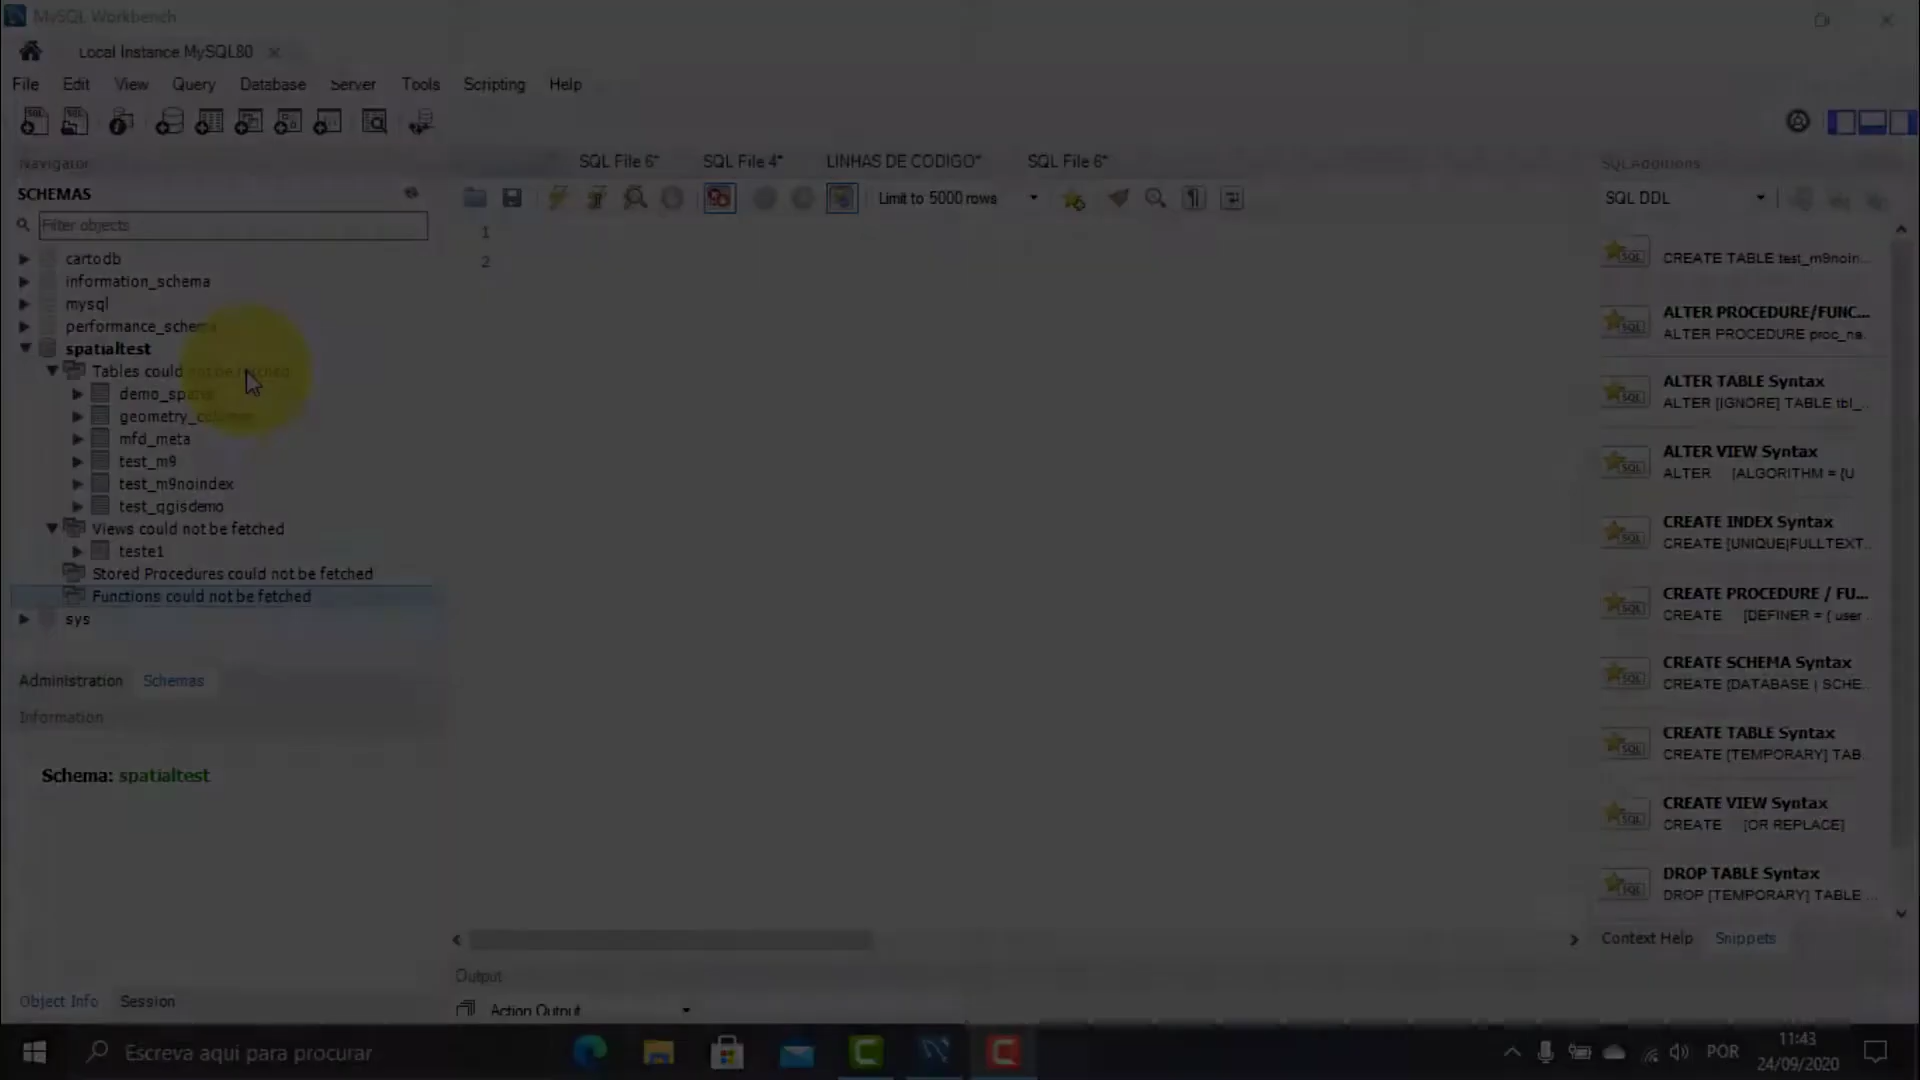 MySQL Workbench
Local Instance MySQL80
File Edit View Query Database Server Tools Scripting Help
Navigator
SCHEMAS
Filter objects
cartodb
information_schema
mysql
performance_schema
spatialtest
Tables could not be fetched
demo_spatial
geometry_columns
mfd_meta
test_m9
test_m9noindex
test_qgisdemo
Views could not be fetched
teste1
Stored Procedures could not be fetched
Functions could not be fetched
sys
Administration Schemas
Information
Schema: spatialtest
Object Info Session
SQL File 6* SQL File 4* LINHAS DE CODIGO* SQL File 6*
Limit to 5000 rows
1
2
Output
Action Output
SQLAdditions
SQL DDL
CREATE TABLE test_m9noin...
ALTER PROCEDURE/FUNC...
ALTER PROCEDURE proc_na...
ALTER TABLE Syntax
ALTER [IGNORE] TABLE tbl_...
ALTER VIEW Syntax
ALTER [ALGORITHM = {U
CREATE INDEX Syntax
CREATE [UNIQUE|FULLTEXT...
CREATE PROCEDURE / FU...
CREATE [DEFINER = { user
CREATE SCHEMA Syntax
CREATE {DATABASE | SCHE...
CREATE TABLE Syntax
CREATE [TEMPORARY] TAB
CREATE VIEW Syntax
CREATE [OR REPLACE]
DROP TABLE Syntax
DROP [TEMPORARY] TABLE ...
Context Help Snippets
Escreva aqui para procurar
POR
11:43
24/09/2020